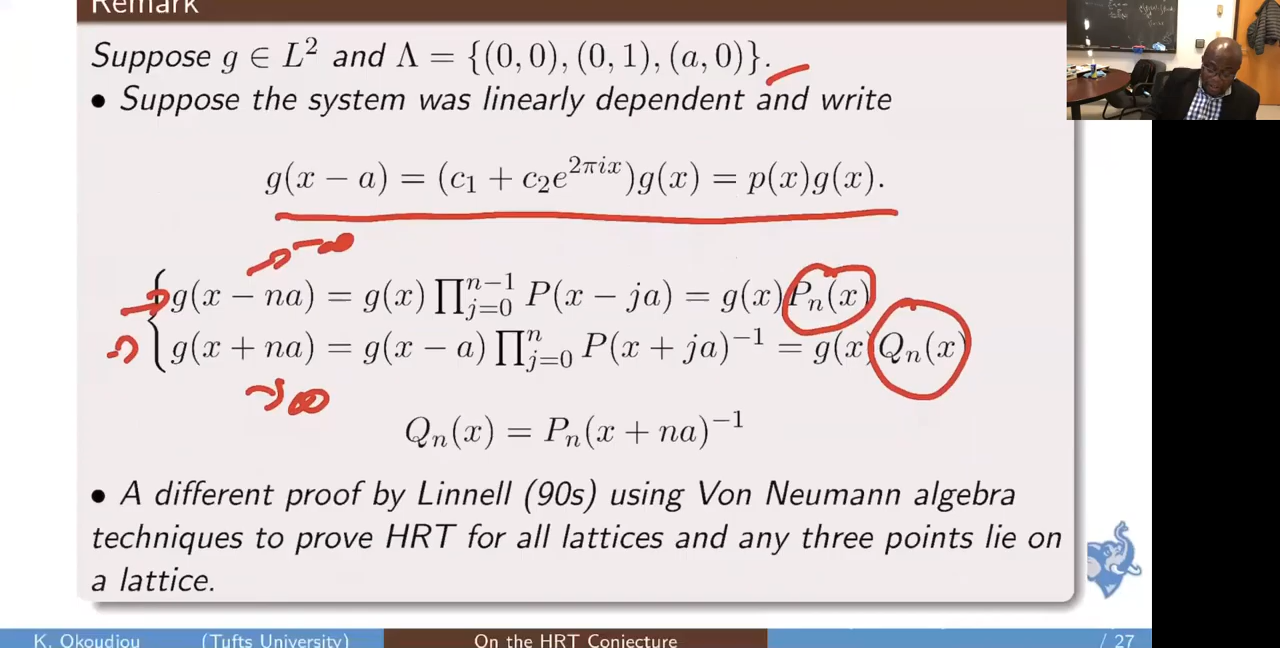 Remark
Suppose g ∈ L² and Λ = {(0, 0), (0, 1), (a, 0)}.
• Suppose the system was linearly dependent and write
g(x − a) = (c₁ + c₂e^{2πix})g(x) = p(x)g(x).
→ −∞
g(x − na) = g(x) ∏_{j=0}^{n−1} P(x − ja) = g(x)Pₙ(x)
g(x + na) = g(x − a) ∏_{j=0}^{n} P(x + ja)^{−1} = g(x)Qₙ(x)
→ ∞
Qₙ(x) = Pₙ(x + na)^{−1}
• A different proof by Linnell (90s) using Von Neumann algebra
techniques to prove HRT for all lattices and any three points lie on
a lattice.
K. Okoudjou (Tufts University) On the HRT Conjecture / 27